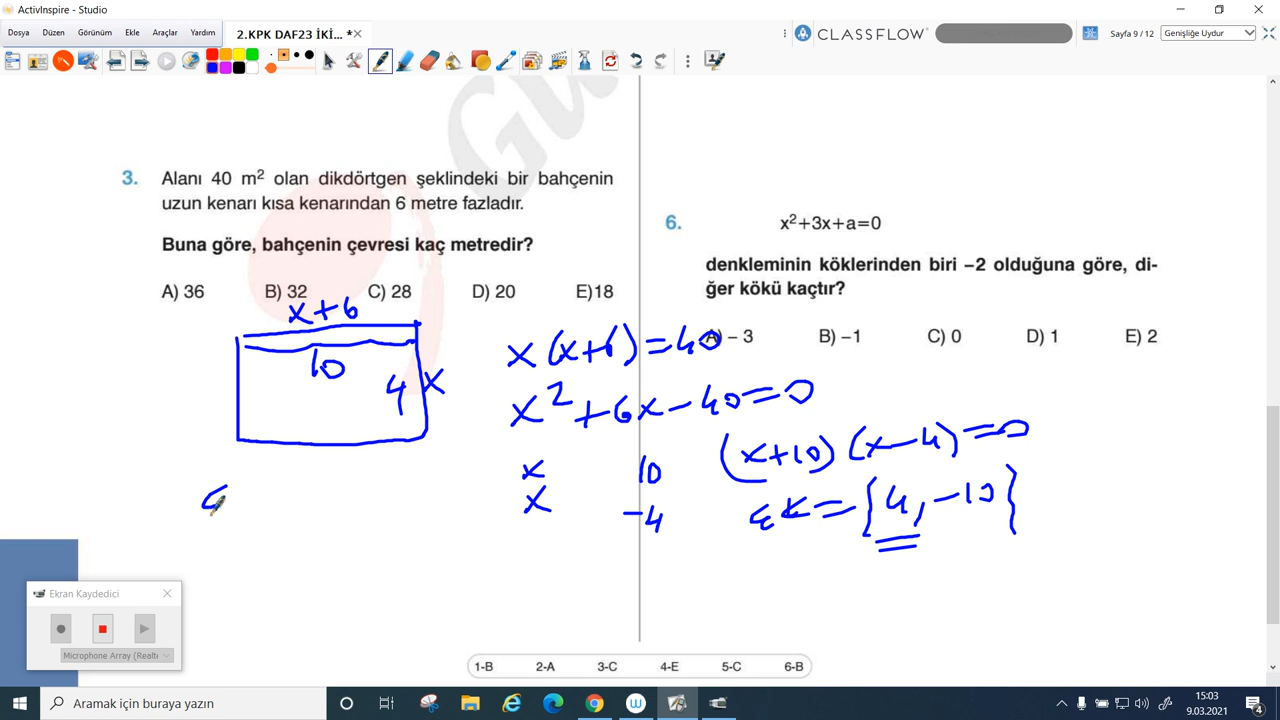 ActivInspire - Studio
Dosya Düzen Görünüm Ekle Araçlar Yardım
2.KPK DAF23 İKİ... *
CLASSFLOW
Sayfa 9 / 12
Genişliğe Uydur
3. Alanı 40 m² olan dikdörtgen şeklindeki bir bahçenin
uzun kenarı kısa kenarından 6 metre fazladır.
Buna göre, bahçenin çevresi kaç metredir?
A) 36 B) 32 C) 28 D) 20 E)18
x+6
10
4 x
x(x+6)=40
x²+6x-40=0
x 10
x -4
(x+10)(x-4)=0
ÇK={4,-10}
6. x²+3x+a=0
denkleminin köklerinden biri −2 olduğuna göre, di-
ğer kökü kaçtır?
A) − 3 B) −1 C) 0 D) 1 E) 2
Ekran Kaydedici
Microphone Array (Realt
1-B 2-A 3-C 4-E 5-C 6-B
Aramak için buraya yazın
15:03
9.03.2021
4